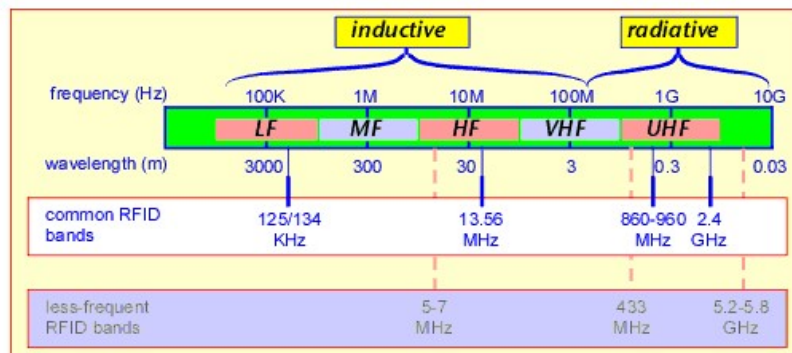 inductive radiative
frequency (Hz) 100K 1M 10M 100M 1G 10G
LF MF HF VHF UHF
wavelength (m) 3000 300 30 3 0.3 0.03
common RFID 125/134 13.56 860-960 2.4
bands KHz MHz MHz GHz
less-frequent 5-7 433 5.2-5.8
RFID bands MHz MHz GHz